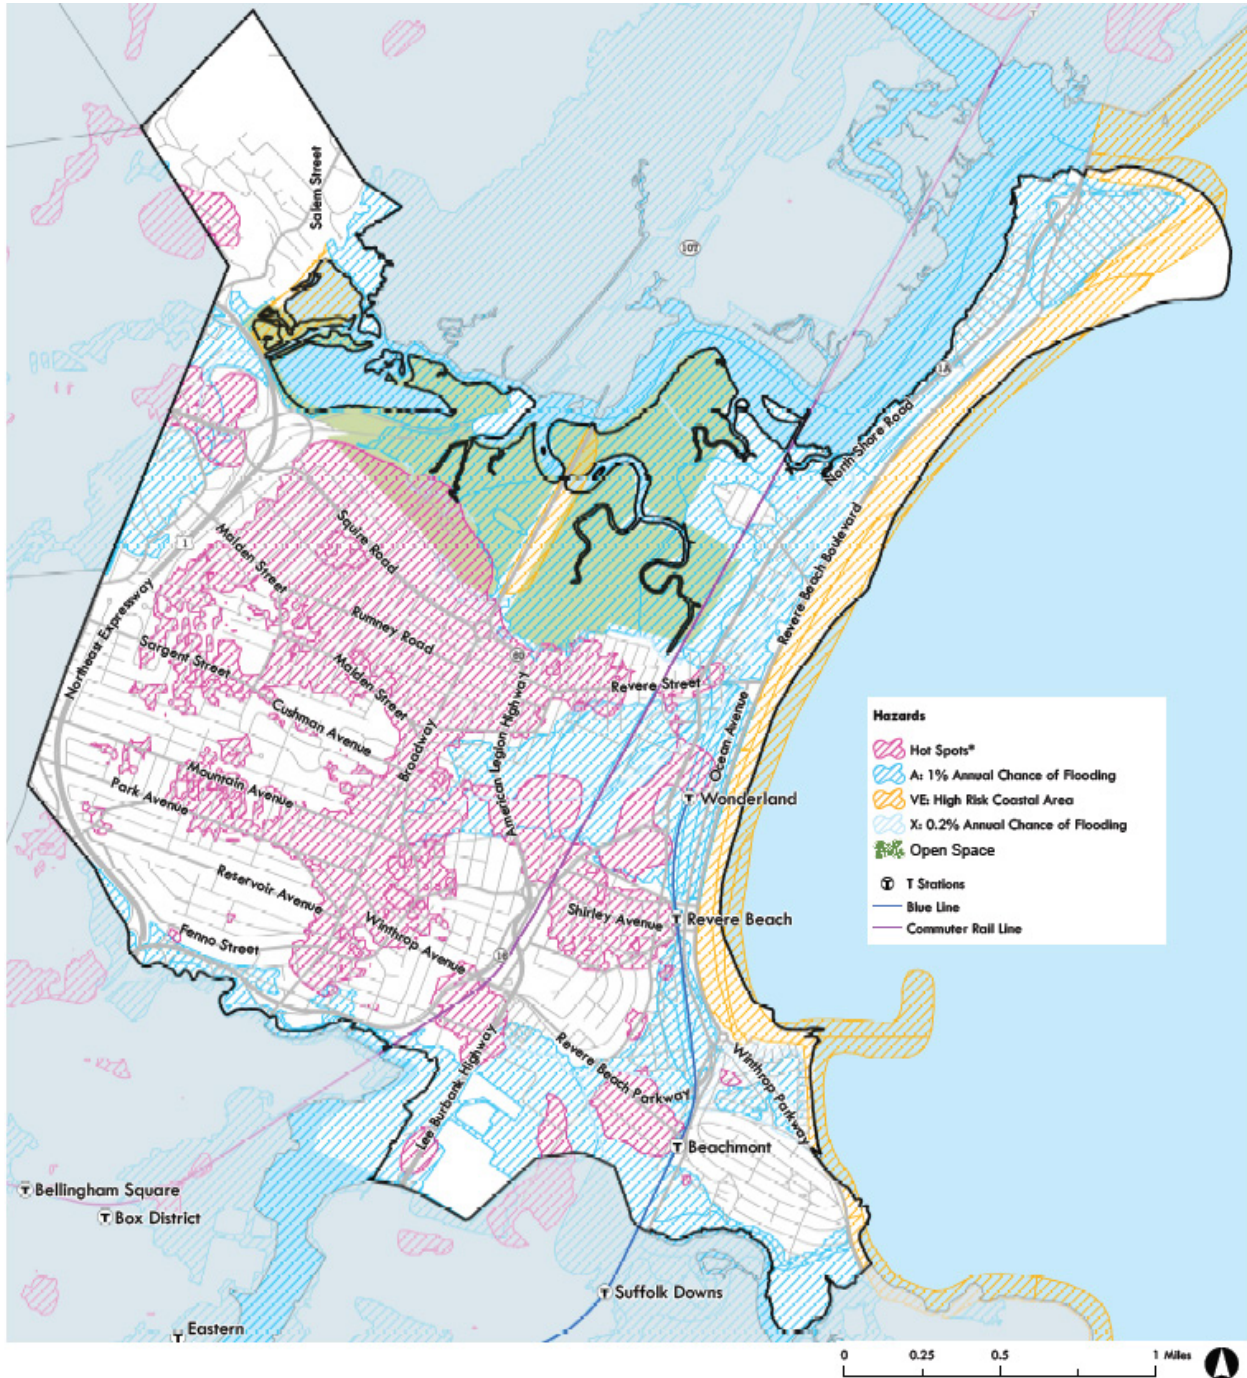 T
Salem Street
107
1A
North Shore Road
Squire Road
1
Malden Street
Revere Beach Boulevard
Northeast Expressway
Rumney Road
Sargent Street
Malden Street
60
Revere Street
Cushman Avenue
Broadway
American Legion Highway
Ocean Avenue
Mountain Avenue
Park Avenue
T Wonderland
Reservoir Avenue
Shirley Avenue
T Revere Beach
Winthrop Avenue
Fenno Street
16
Revere Beach Parkway
Winthrop Parkway
Lee Burbank Highway
T Beachmont
T Bellingham Square
T Box District
T Suffolk Downs
Eastern
T
Hazards
Hot Spots*
A: 1% Annual Chance of Flooding
VE: High Risk Coastal Area
X: 0.2% Annual Chance of Flooding
Open Space
T T Stations
Blue Line
Commuter Rail Line
0 0.25 0.5 1 Miles